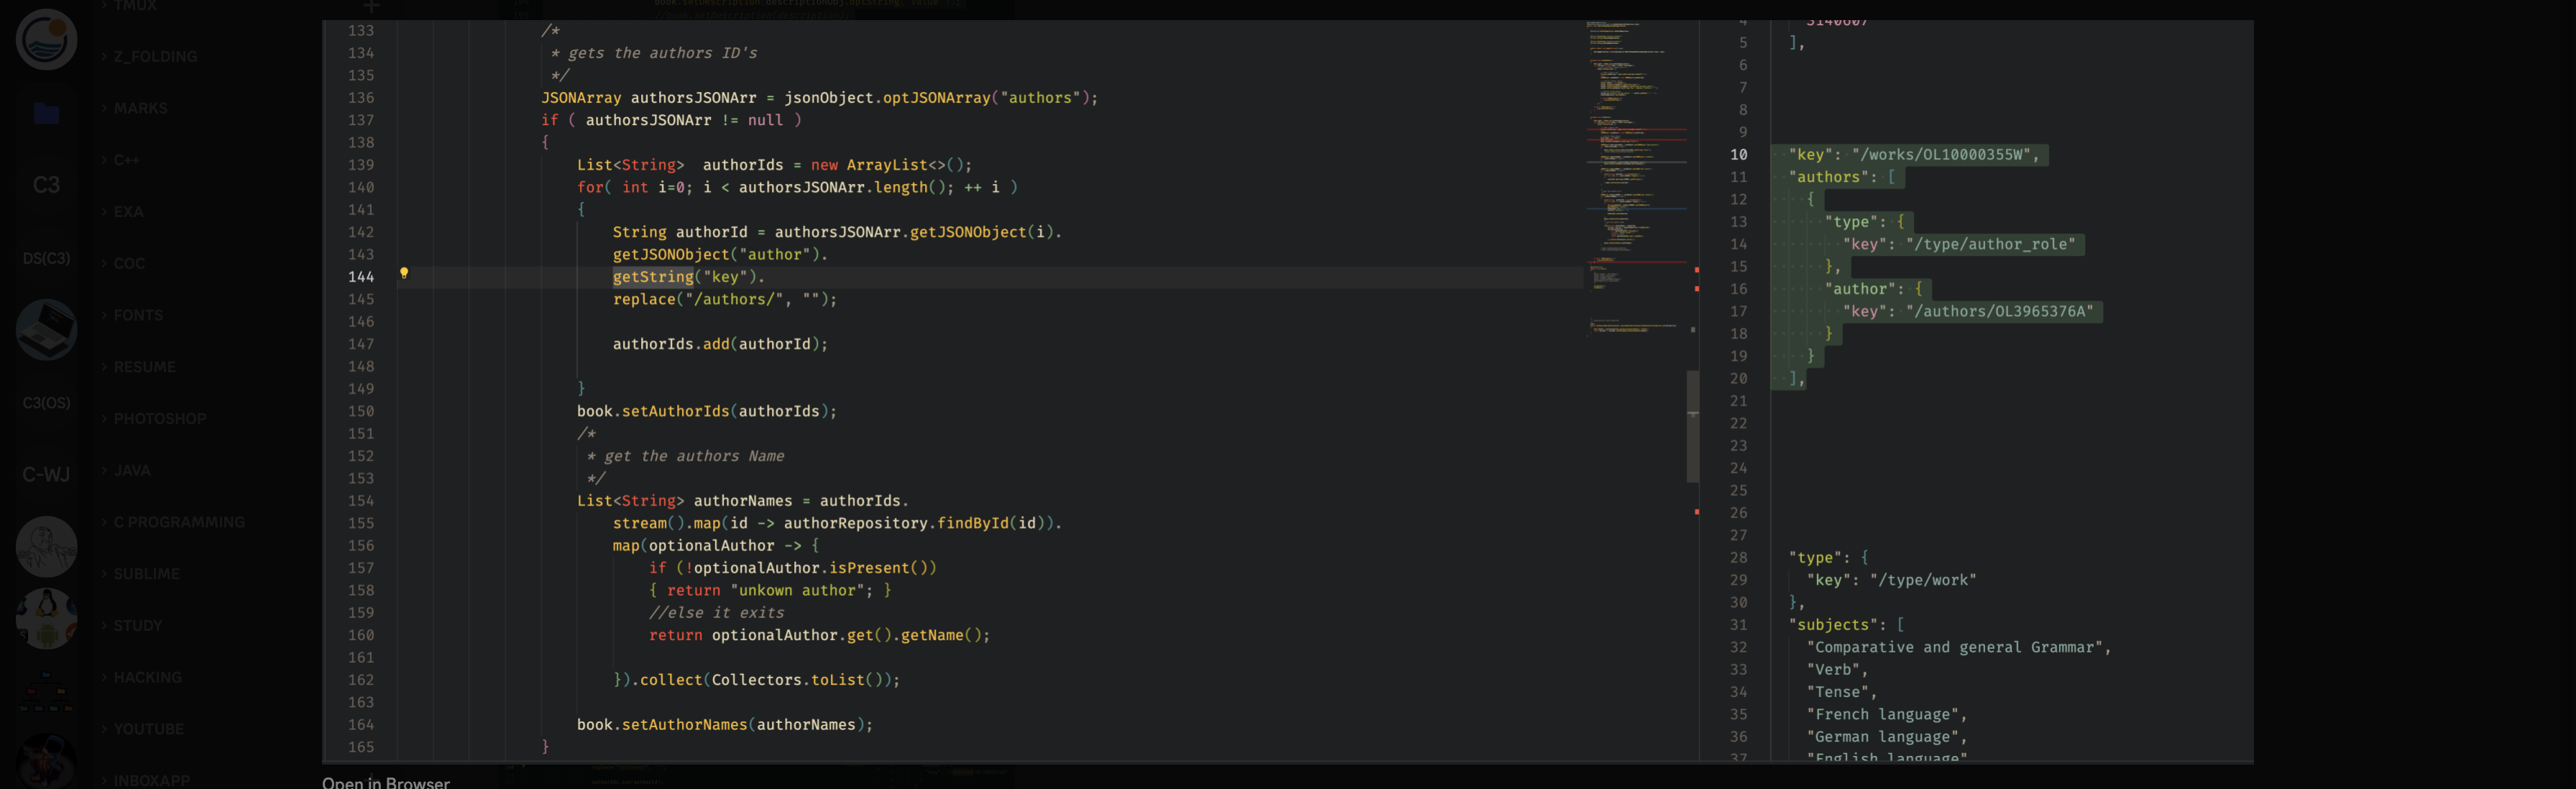 TMUX
Z_FOLDING
MARKS
C++
EXA
COC
FONTS
RESUME
PHOTOSHOP
JAVA
C PROGRAMMING
SUBLIME
STUDY
HACKING
YOUTUBE
INBOXAPP
C3
DS(C3)
C3(OS)
C-WJ
133 /*
134 * gets the authors ID's
135 */
136 JSONArray authorsJSONArr = jsonObject.optJSONArray("authors");
137 if ( authorsJSONArr != null )
138 {
139 List<String>  authorIds = new ArrayList<>();
140 for( int i=0; i < authorsJSONArr.length(); ++ i )
141 {
142 String authorId = authorsJSONArr.getJSONObject(i).
143 getJSONObject("author").
144 getString("key").
145 replace("/authors/", "");
146
147 authorIds.add(authorId);
148
149 }
150 book.setAuthorIds(authorIds);
151 /*
152 * get the authors Name
153 */
154 List<String> authorNames = authorIds.
155 stream().map(id -> authorRepository.findById(id)).
156 map(optionalAuthor -> {
157 if (!optionalAuthor.isPresent())
158 { return "unkown author"; }
159 //else it exits
160 return optionalAuthor.get().getName();
161
162 }).collect(Collectors.toList());
163
164 book.setAuthorNames(authorNames);
165 }
4 3140607
5 ],
6
7
8
9
10 "key": "/works/OL10000355W",
11 "authors": [
12 {
13 "type": {
14 "key": "/type/author_role"
15 },
16 "author": {
17 "key": "/authors/OL3965376A"
18 }
19 }
20 ],
21
22
23
24
25
26
27
28 "type": {
29 "key": "/type/work"
30 },
31 "subjects": [
32 "Comparative and general Grammar",
33 "Verb",
34 "Tense",
35 "French language",
36 "German language",
37 "English language"
Open in Browser